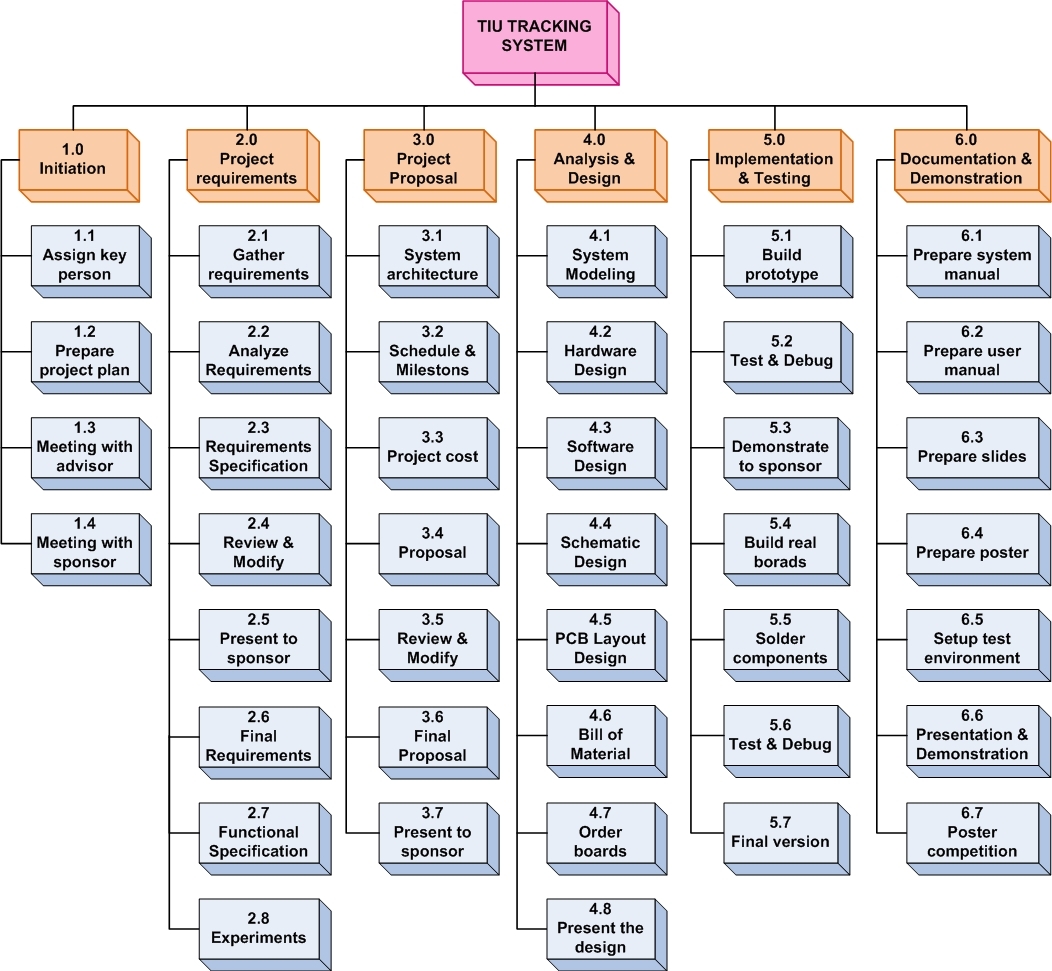 TIU TRACKING
SYSTEM
1.0
Initiation
1.1
Assign key
person
1.2
Prepare
project plan
1.3
Meeting with
advisor
1.4
Meeting with
sponsor
2.0
Project
requirements
2.1
Gather
requirements
2.2
Analyze
Requirements
2.3
Requirements
Specification
2.4
Review &
Modify
2.5
Present to
sponsor
2.6
Final
Requirements
2.7
Functional
Specification
2.8
Experiments
3.0
Project
Proposal
3.1
System
architecture
3.2
Schedule &
Milestons
3.3
Project cost
3.4
Proposal
3.5
Review &
Modify
3.6
Final
Proposal
3.7
Present to
sponsor
4.0
Analysis &
Design
4.1
System
Modeling
4.2
Hardware
Design
4.3
Software
Design
4.4
Schematic
Design
4.5
PCB Layout
Design
4.6
Bill of
Material
4.7
Order
boards
4.8
Present the
design
5.0
Implementation
& Testing
5.1
Build
prototype
5.2
Test & Debug
5.3
Demonstrate
to sponsor
5.4
Build real
borads
5.5
Solder
components
5.6
Test & Debug
5.7
Final version
6.0
Documentation &
Demonstration
6.1
Prepare system
manual
6.2
Prepare user
manual
6.3
Prepare slides
6.4
Prepare poster
6.5
Setup test
environment
6.6
Presentation &
Demonstration
6.7
Poster
competition